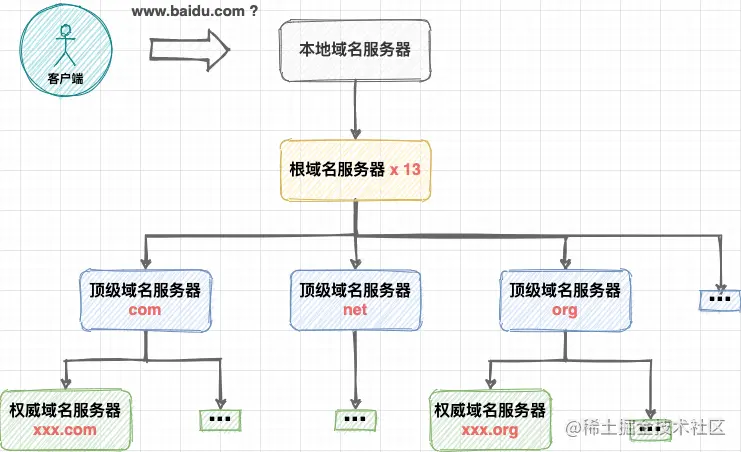 www.baidu.com ?
客户端
本地域名服务器
根域名服务器 x 13
顶级域名服务器
com
顶级域名服务器
net
顶级域名服务器
org
...
权威域名服务器
xxx.com
...
...
权威域名服务器
xxx.org
...
@稀土掘金技术社区